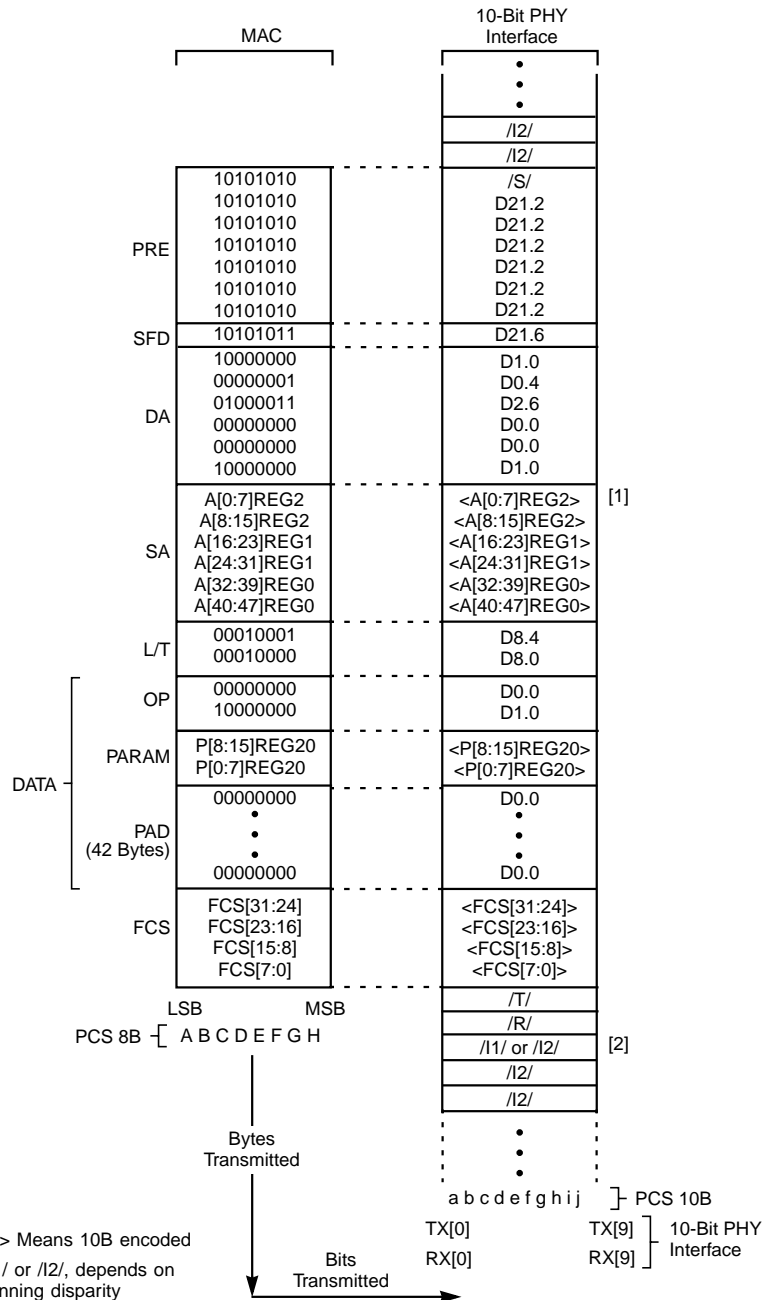 MAC
10-Bit PHY
Interface
/I2/
/I2/
PRE
10101010 /S/
10101010 D21.2
10101010 D21.2
10101010 D21.2
10101010 D21.2
10101010 D21.2
10101010 D21.2
SFD 10101011 D21.6
DA
10000000 D1.0
00000001 D0.4
01000011 D2.6
00000000 D0.0
00000000 D0.0
10000000 D1.0
SA
A[0:7]REG2 <A[0:7]REG2> [1]
A[8:15]REG2 <A[8:15]REG2>
A[16:23]REG1 <A[16:23]REG1>
A[24:31]REG1 <A[24:31]REG1>
A[32:39]REG0 <A[32:39]REG0>
A[40:47]REG0 <A[40:47]REG0>
L/T
00010001 D8.4
00010000 D8.0
DATA
OP
00000000 D0.0
10000000 D1.0
PARAM
P[8:15]REG20 <P[8:15]REG20>
P[0:7]REG20 <P[0:7]REG20>
PAD
(42 Bytes)
00000000 D0.0
00000000 D0.0
FCS
FCS[31:24] <FCS[31:24]>
FCS[23:16] <FCS[23:16]>
FCS[15:8] <FCS[15:8]>
FCS[7:0] <FCS[7:0]>
/T/
/R/
/I1/ or /I2/ [2]
/I2/
/I2/
LSB MSB
PCS 8B A B C D E F G H
Bytes
Transmitted
a b c d e f g h i j PCS 10B
TX[0] TX[9]
RX[0] RX[9]
10-Bit PHY
Interface
> Means 10B encoded
/ or /I2/, depends on
nning disparity
Bits
Transmitted